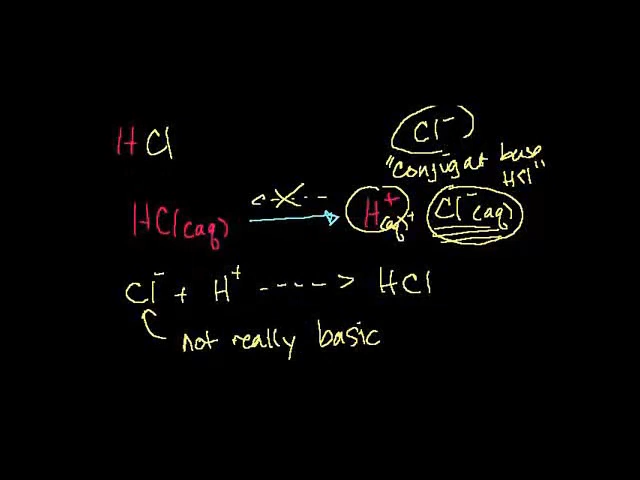 HCl
Cl⁻
"conjugat base
HCl"
HCl(aq) H⁺(aq) + Cl⁻(aq)
Cl⁻ + H⁺ ----> HCl
not really basic